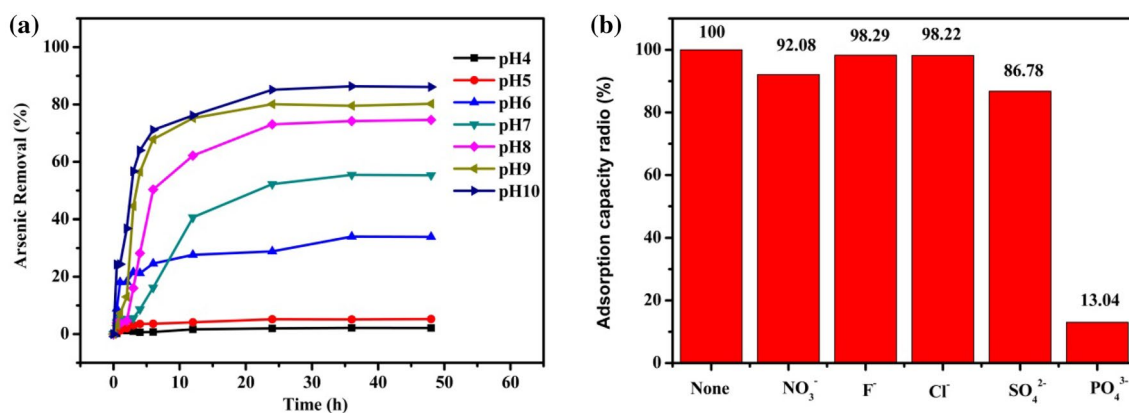 (a)
Arsenic Removal (%)
100
80
60
40
20
0
pH4
pH5
pH6
pH7
pH8
pH9
pH10
0 10 20 30 40 50 60
Time (h)
(b)
Adsorption capacity radio (%)
100
80
60
40
20
0
100
92.08
98.29
98.22
86.78
13.04
None NO₃⁻ F⁻ Cl⁻ SO₄²⁻ PO₄³⁻